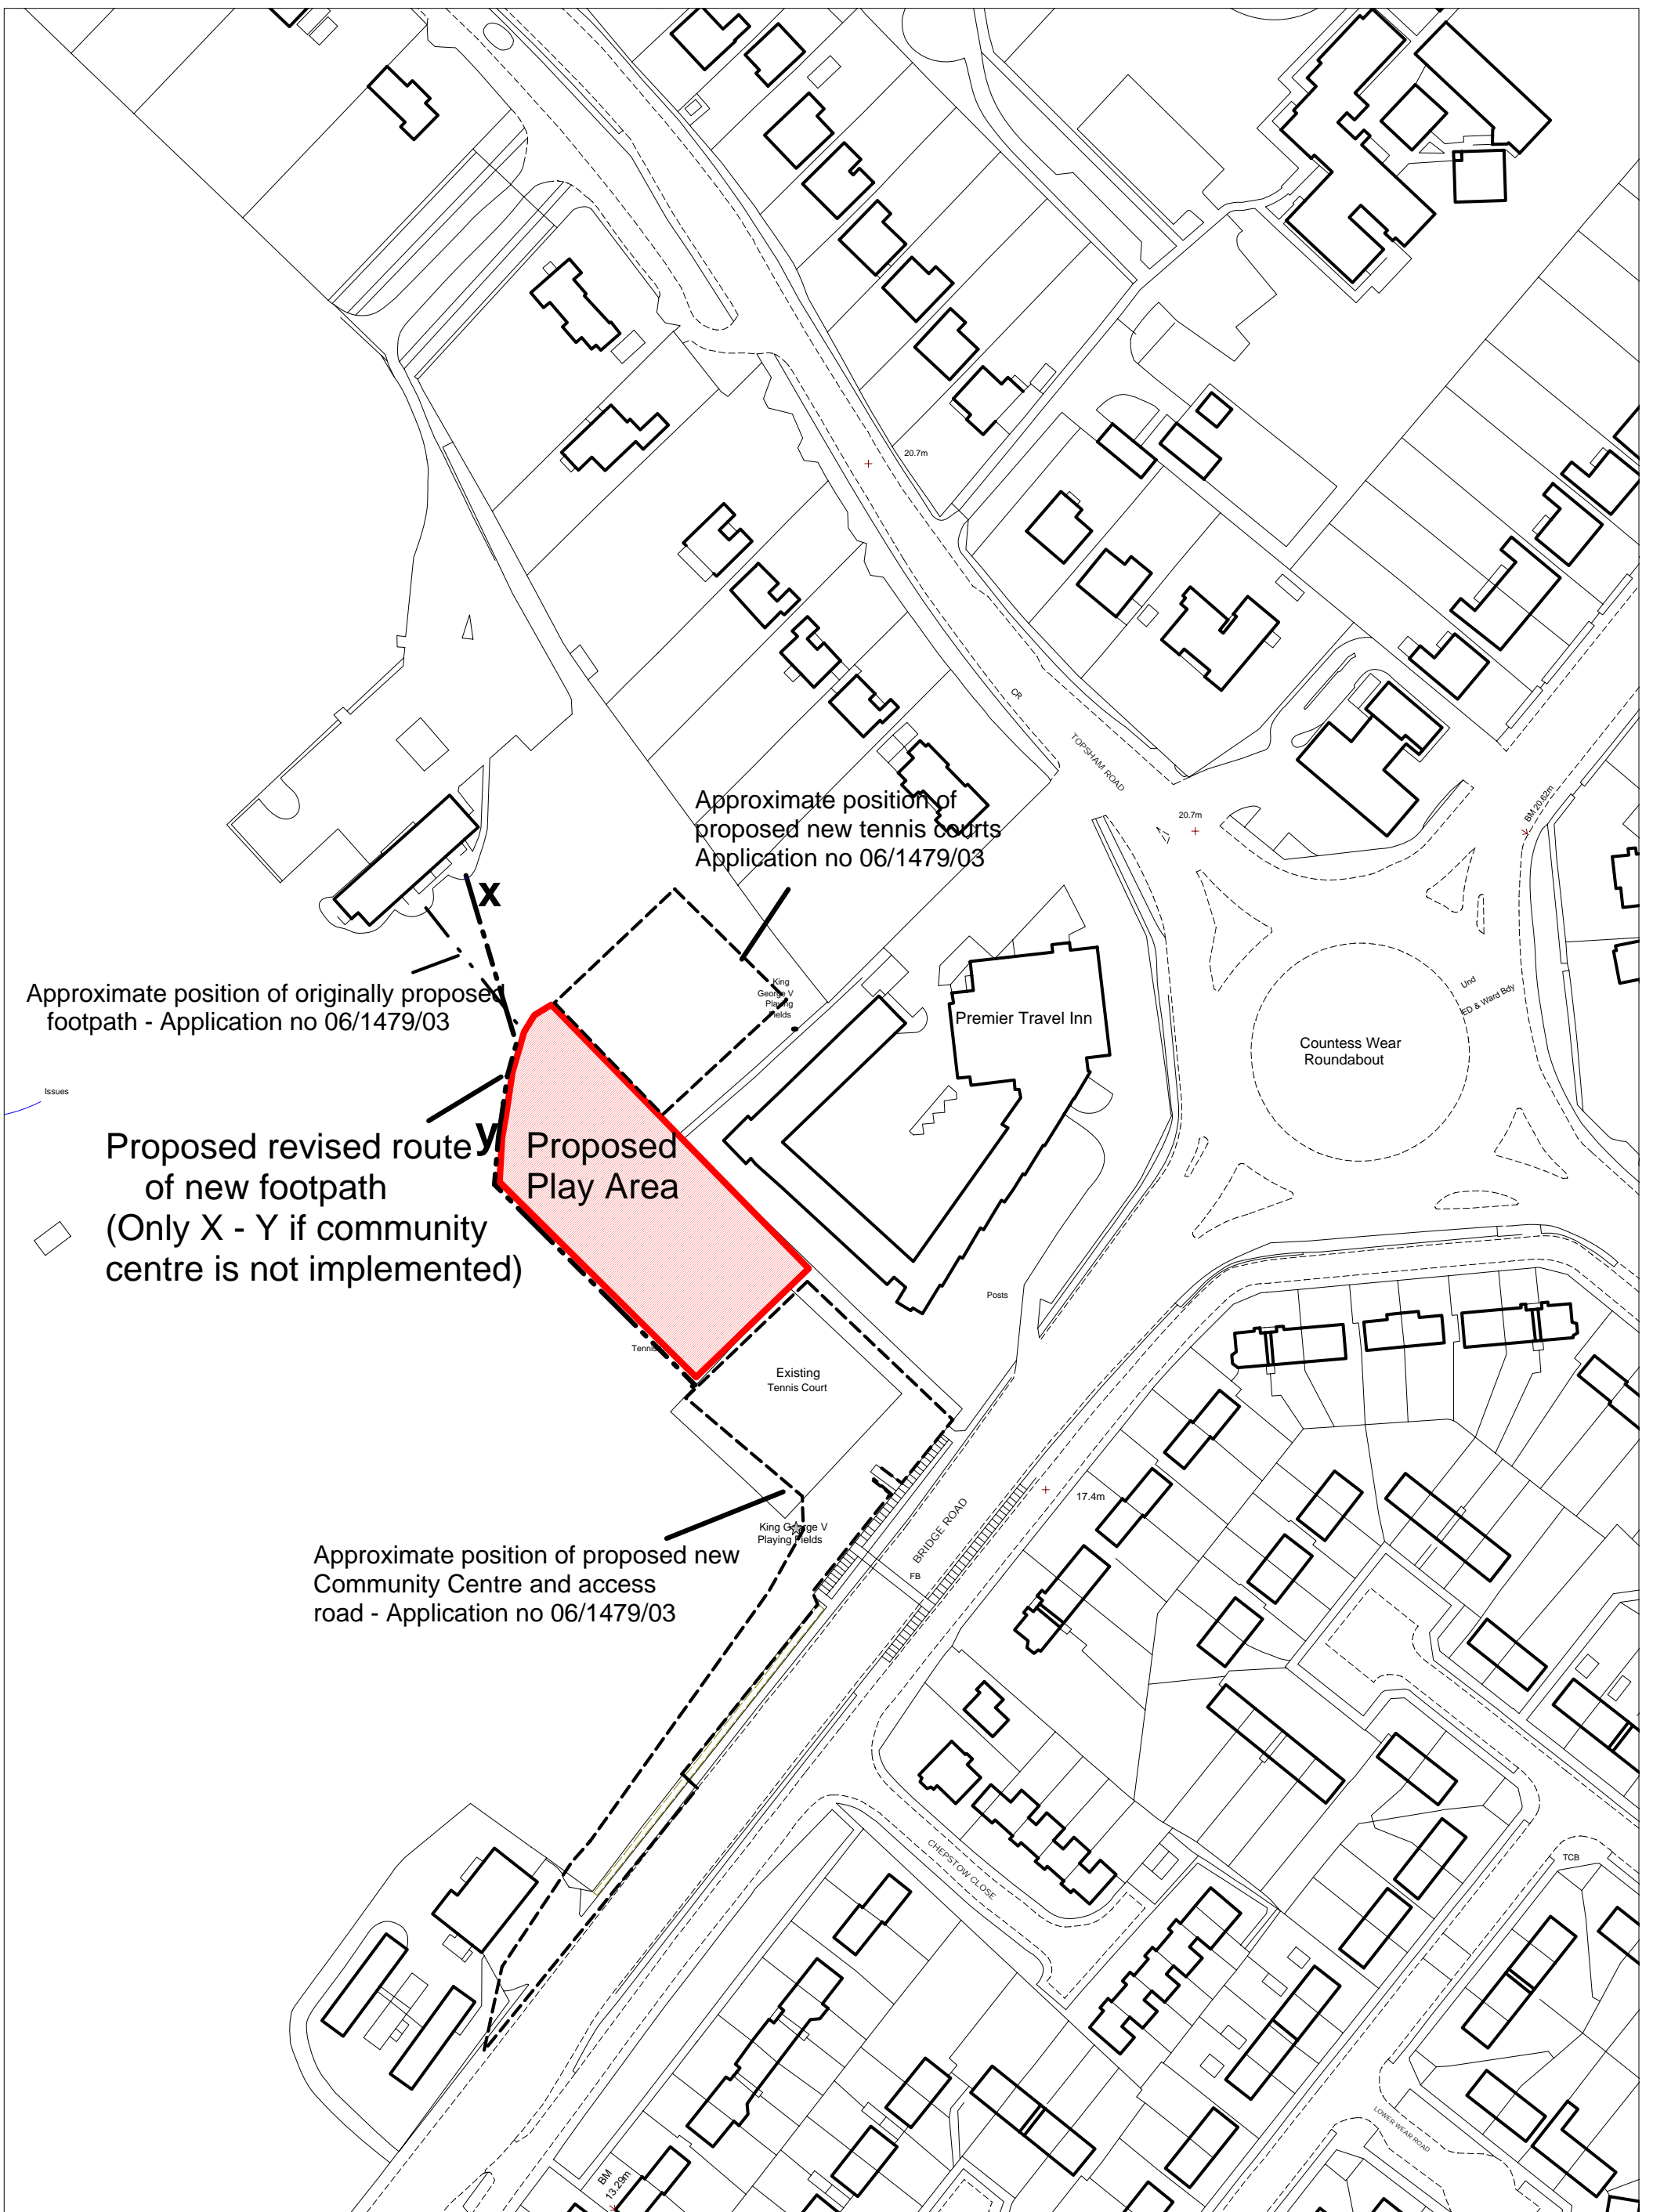 20.7m
CR
TOPSHAM ROAD
Approximate position of
proposed new tennis courts
Application no 06/1479/03
20.7m
BM 20.62m
x
King
George V
Playing
Fields
Approximate position of originally proposed
footpath - Application no 06/1479/03
Premier Travel Inn
Und
ED & Ward Bdy
Countess Wear
Roundabout
Issues
y
Proposed revised route
of new footpath
(Only X - Y if community
centre is not implemented)
Proposed
Play Area
Posts
Tennis
Existing
Tennis Court
17.4m
BRIDGE ROAD
King George V
Playing Fields
FB
Approximate position of proposed new
Community Centre and access
road - Application no 06/1479/03
CHEPSTOW CLOSE
TCB
LOWER WEAR ROAD
BM
13.29m